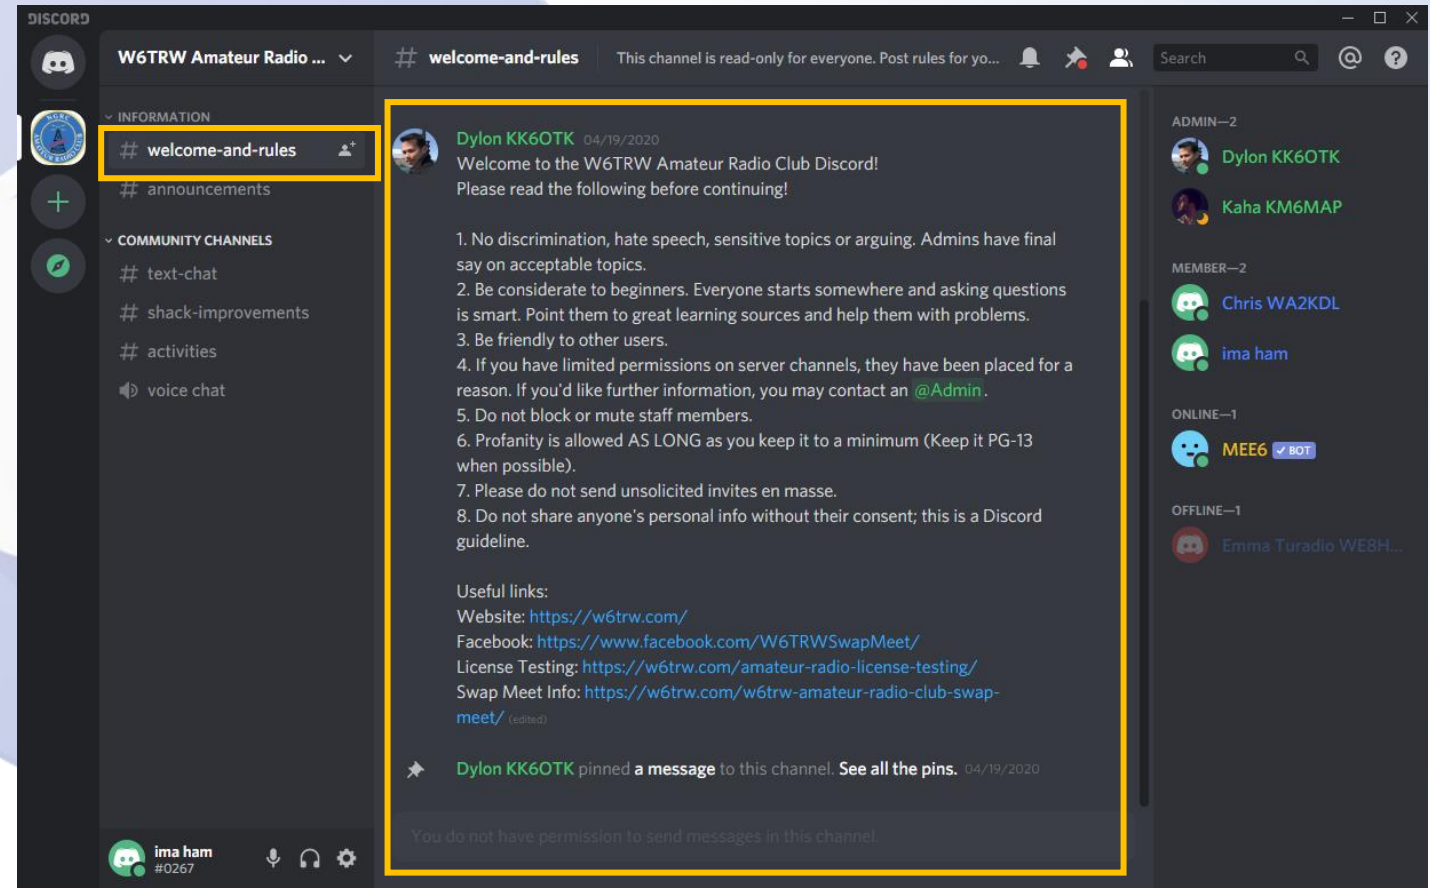 DISCORD
W6TRW Amateur Radio ...
# welcome-and-rules
This channel is read-only for everyone. Post rules for yo...
Search
INFORMATION
# welcome-and-rules
# announcements
COMMUNITY CHANNELS
# text-chat
# shack-improvements
# activities
voice chat
ima ham
#0267
Dylon KK6OTK 04/19/2020
Welcome to the W6TRW Amateur Radio Club Discord!
Please read the following before continuing!
1. No discrimination, hate speech, sensitive topics or arguing. Admins have final
say on acceptable topics.
2. Be considerate to beginners. Everyone starts somewhere and asking questions
is smart. Point them to great learning sources and help them with problems.
3. Be friendly to other users.
4. If you have limited permissions on server channels, they have been placed for a
reason. If you'd like further information, you may contact an @Admin.
5. Do not block or mute staff members.
6. Profanity is allowed AS LONG as you keep it to a minimum (Keep it PG-13
when possible).
7. Please do not send unsolicited invites en masse.
8. Do not share anyone's personal info without their consent; this is a Discord
guideline.
Useful links:
Website: https://w6trw.com/
Facebook: https://www.facebook.com/W6TRWSwapMeet/
License Testing: https://w6trw.com/amateur-radio-license-testing/
Swap Meet Info: https://w6trw.com/w6trw-amateur-radio-club-swap-
meet/ (edited)
Dylon KK6OTK pinned a message to this channel. See all the pins. 04/19/2020
You do not have permission to send messages in this channel.
ADMIN—2
Dylon KK6OTK
Kaha KM6MAP
MEMBER—2
Chris WA2KDL
ima ham
ONLINE—1
MEE6 BOT
OFFLINE—1
Emma Turadio WE8H...